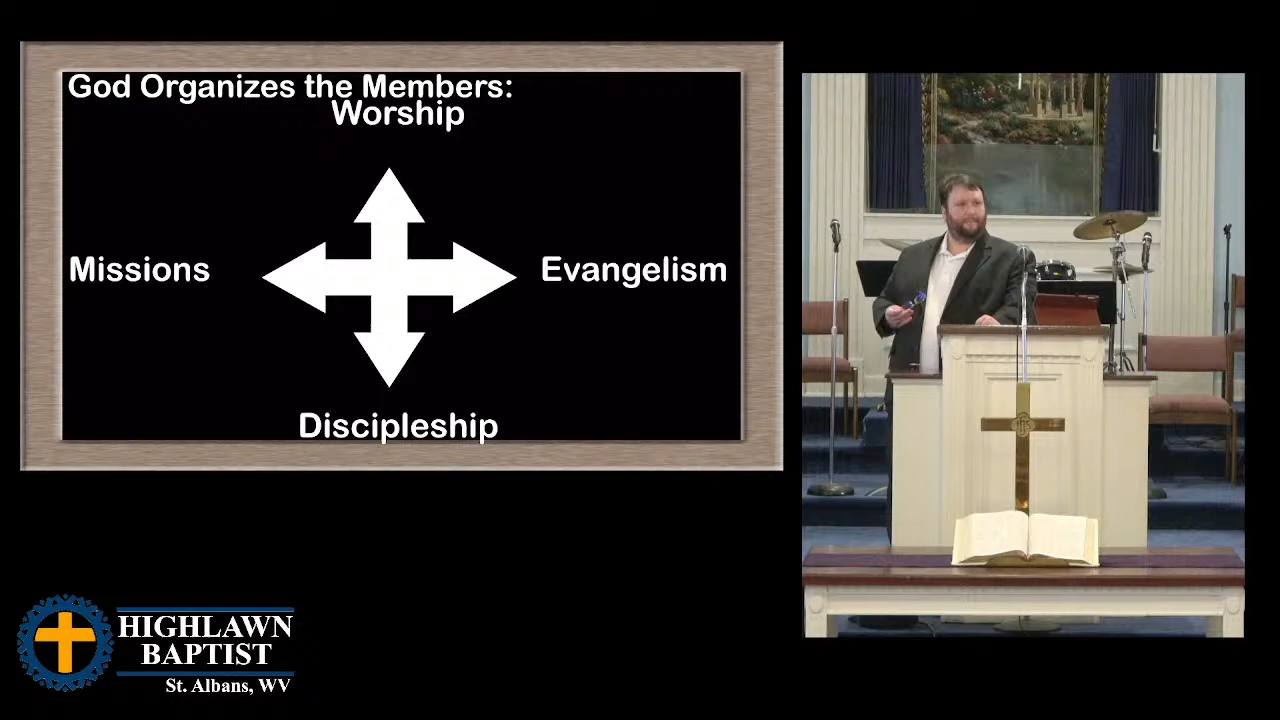 God Organizes the Members:
Worship
Missions
Evangelism
Discipleship
HIGHLAWN
BAPTIST
St. Albans, WV